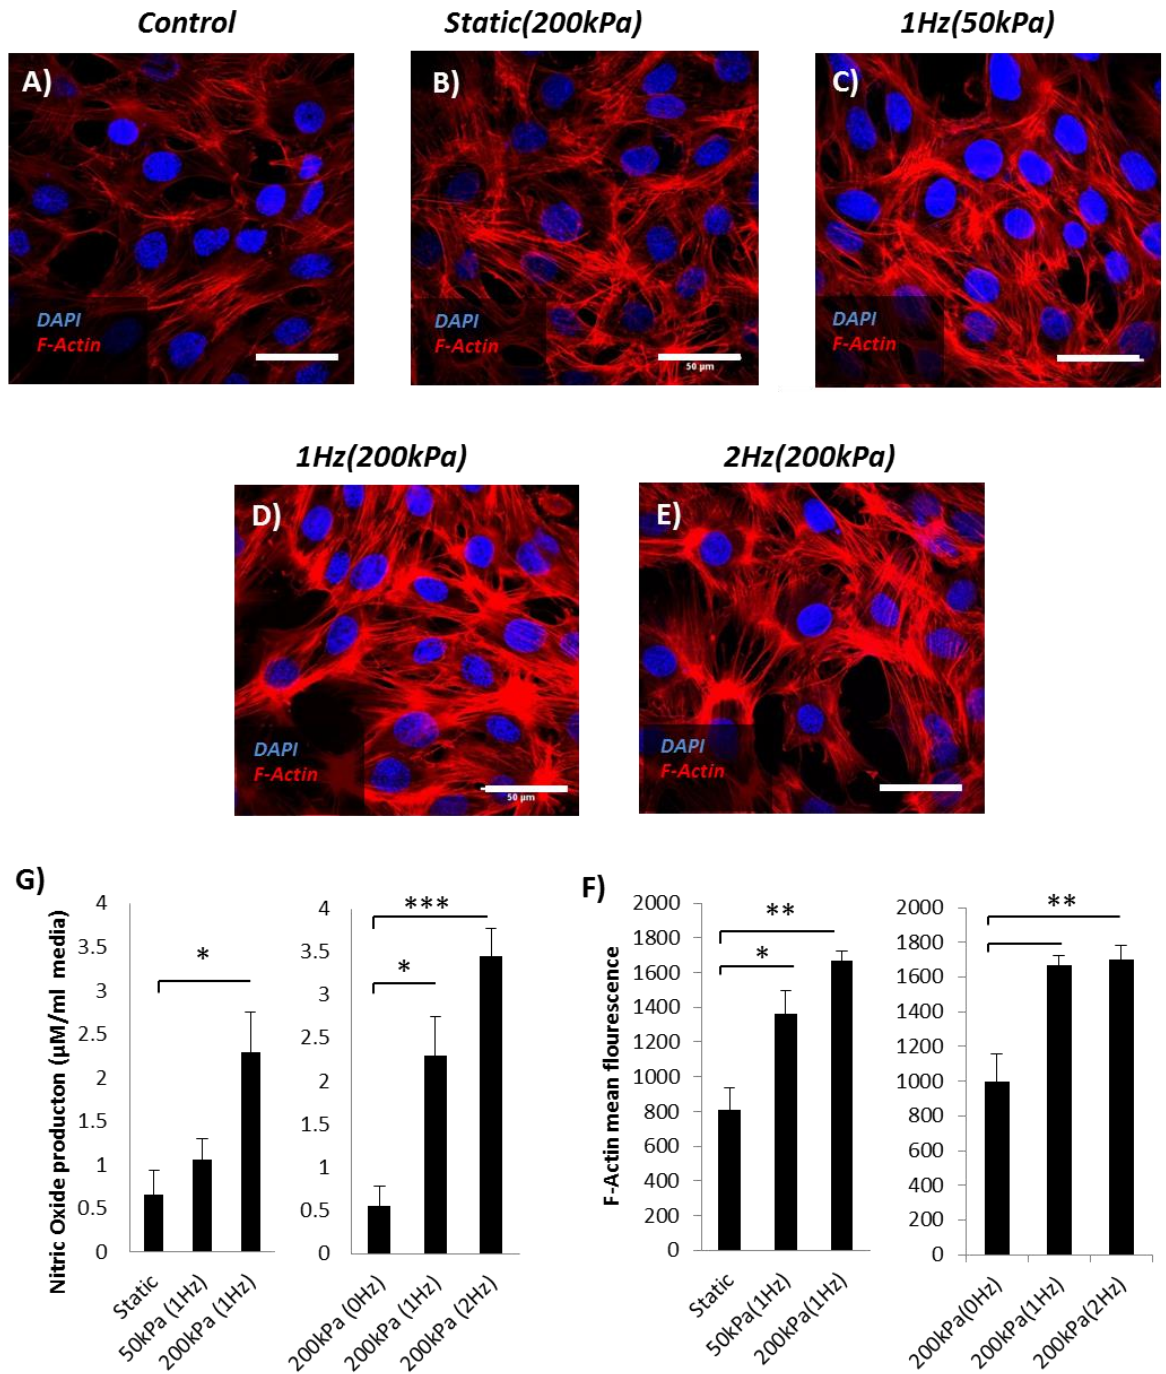 Control
Static(200kPa)
1Hz(50kPa)
A)
B)
C)
DAPI
F-Actin
DAPI
F-Actin
50 µm
DAPI
F-Actin
1Hz(200kPa)
2Hz(200kPa)
D)
E)
DAPI
F-Actin
50 µm
DAPI
F-Actin
G)
Nitric Oxide producton (µM/ml media)
4
3.5
3
2.5
2
1.5
1
0.5
0
*
Static
50kPa (1Hz)
200kPa (1Hz)
4
3.5
3
2.5
2
1.5
1
0.5
0
***
*
200kPa (0Hz)
200kPa (1Hz)
200kPa (2Hz)
F)
F-Actin mean flourescence
2000
1800
1600
1400
1200
1000
800
600
400
200
0
**
*
Static
50kPa(1Hz)
200kPa(1Hz)
2000
1800
1600
1400
1200
1000
800
600
400
200
0
**
200kPa(0Hz)
200kPa(1Hz)
200kPa(2Hz)